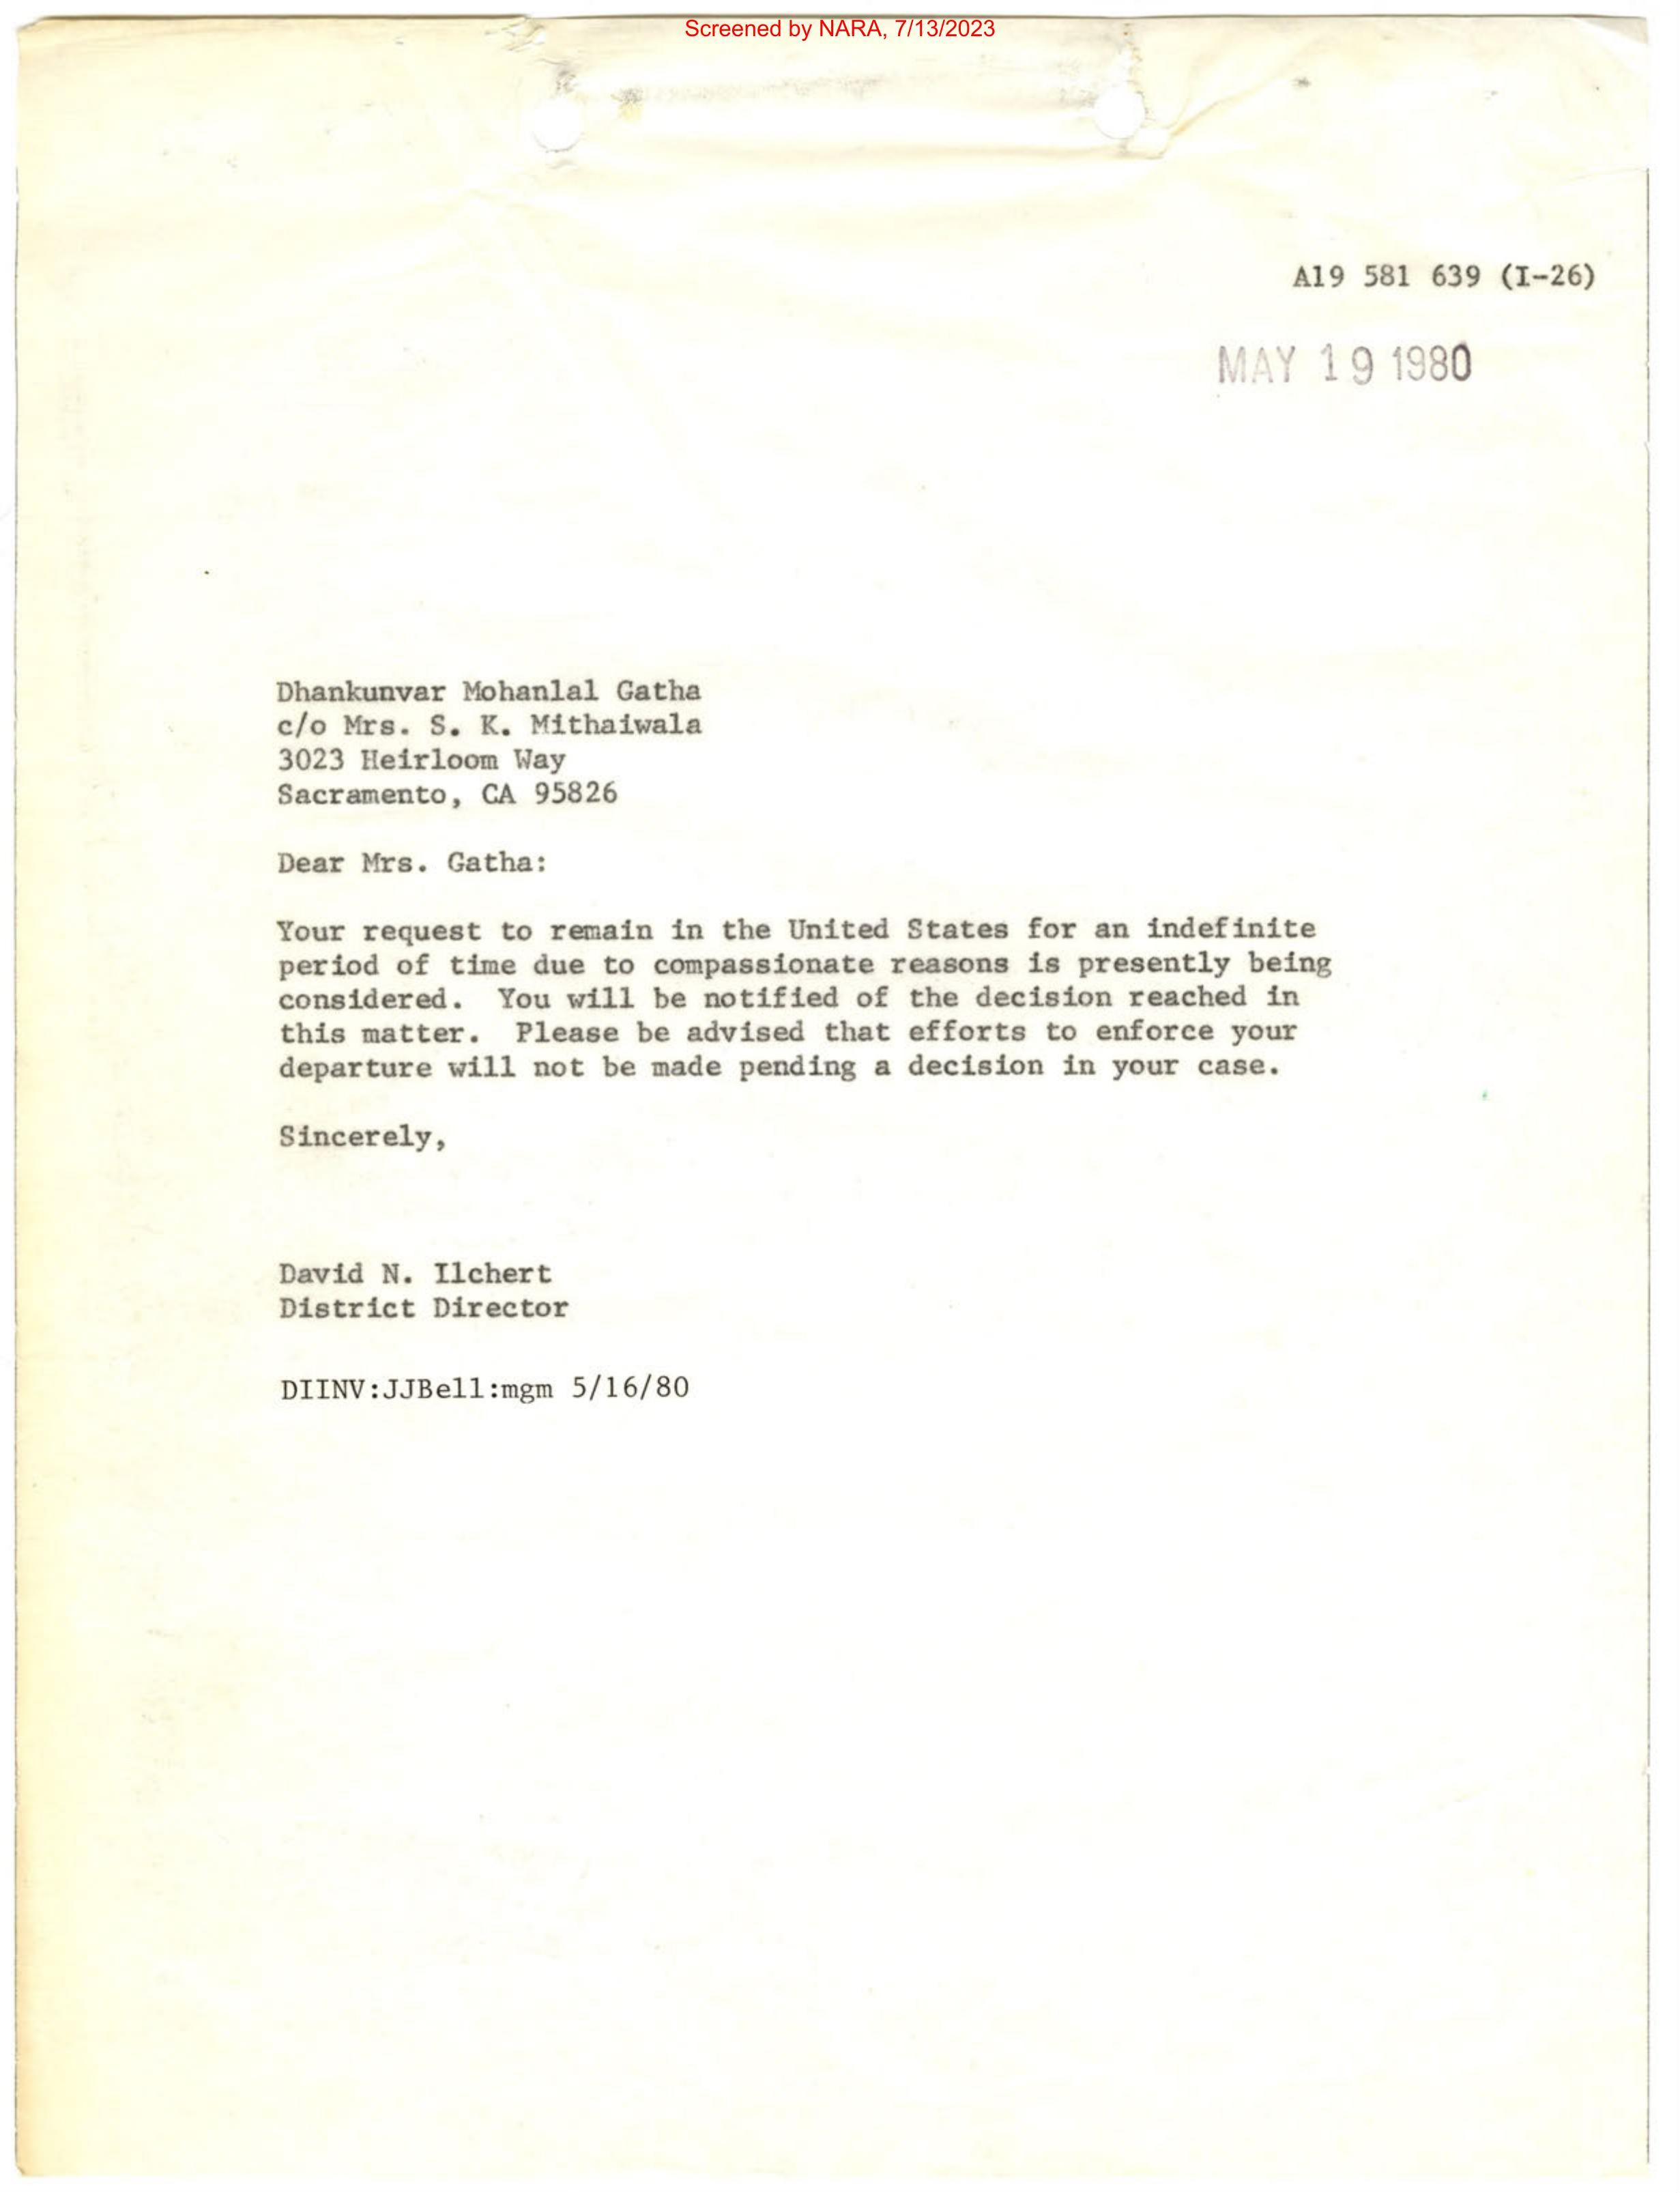 Screened by NARA, 7/13/2023
A19 581 639 (I-26)
MAY 19 1980
Dhankunvar Mohanlal Gatha
c/o Mrs. S. K. Mithaiwala
3023 Heirloom Way
Sacramento, CA 95826
Dear Mrs. Gatha:
Your request to remain in the United States for an indefinite
period of time due to compassionate reasons is presently being
considered.  You will be notified of the decision reached in
this matter.  Please be advised that efforts to enforce your
departure will not be made pending a decision in your case.
Sincerely,
David N. Ilchert
District Director
DIINV:JJBell:mgm 5/16/80